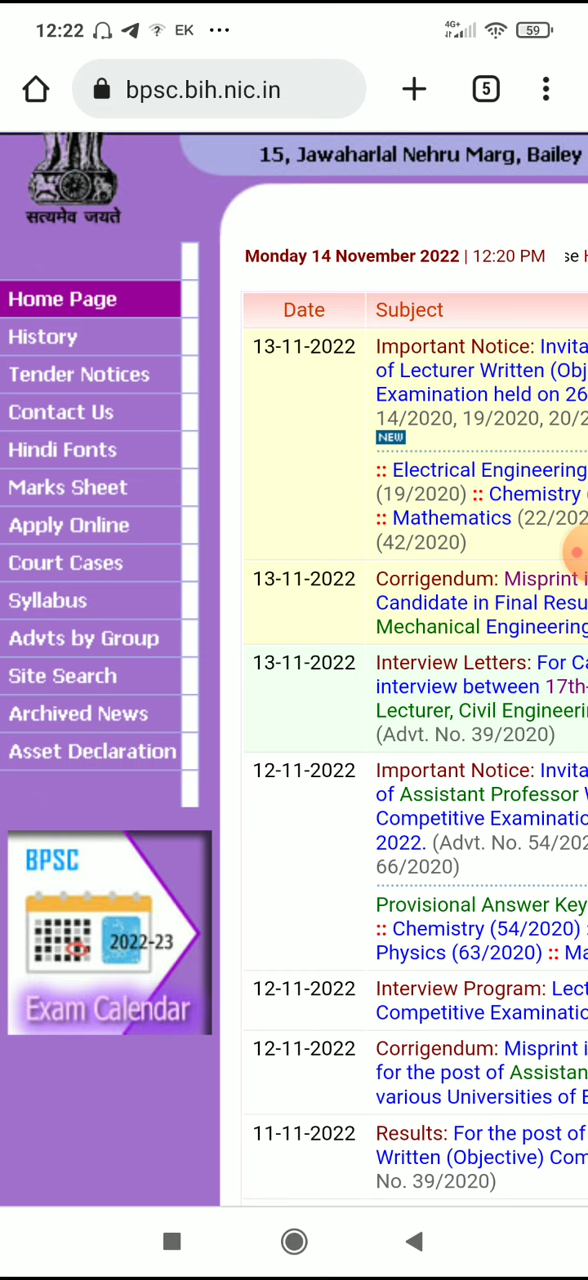 12:22 EK
4G+
59
bpsc.bih.nic.in
5
15, Jawaharlal Nehru Marg, Bailey
सत्यमेव जयते
Monday 14 November 2022 | 12:20 PM
Home Page
History
Tender Notices
Contact Us
Hindi Fonts
Marks Sheet
Apply Online
Court Cases
Syllabus
Advts by Group
Site Search
Archived News
Asset Declaration
BPSC
2022-23
Exam Calendar
Date Subject
13-11-2022 Important Notice: Invita
of Lecturer Written (Obj
Examination held on 26
14/2020, 19/2020, 20/2
NEW
:: Electrical Engineering
(19/2020) :: Chemistry
:: Mathematics (22/202
(42/2020)
13-11-2022 Corrigendum: Misprint i
Candidate in Final Resu
Mechanical Engineering
13-11-2022 Interview Letters: For Ca
interview between 17th-
Lecturer, Civil Engineeri
(Advt. No. 39/2020)
12-11-2022 Important Notice: Invita
of Assistant Professor
Competitive Examinatio
2022. (Advt. No. 54/202
66/2020)
Provisional Answer Key
:: Chemistry (54/2020)
Physics (63/2020) :: Ma
12-11-2022 Interview Program: Lect
Competitive Examinatio
12-11-2022 Corrigendum: Misprint i
for the post of Assistan
various Universities of B
11-11-2022 Results: For the post of
Written (Objective) Com
No. 39/2020)